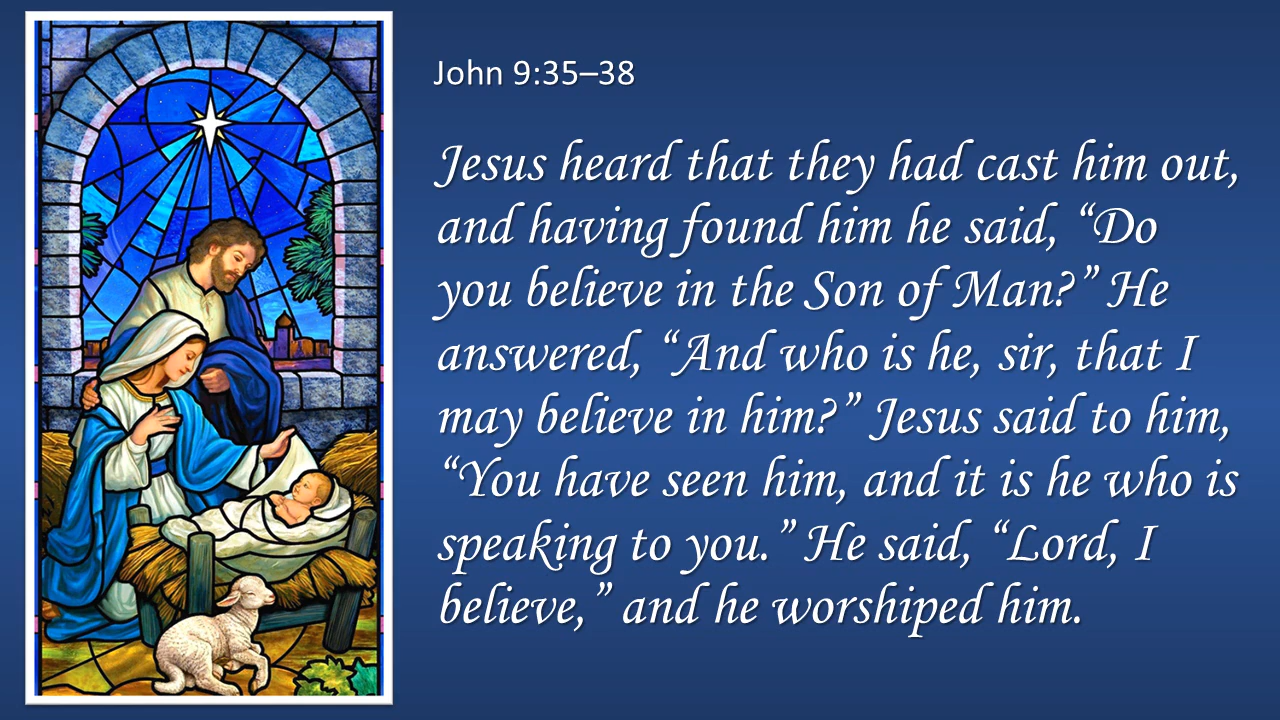 John 9:35–38
Jesus heard that they had cast him out,
and having found him he said, “Do
you believe in the Son of Man?” He
answered, “And who is he, sir, that I
may believe in him?” Jesus said to him,
“You have seen him, and it is he who is
speaking to you.” He said, “Lord, I
believe,” and he worshiped him.